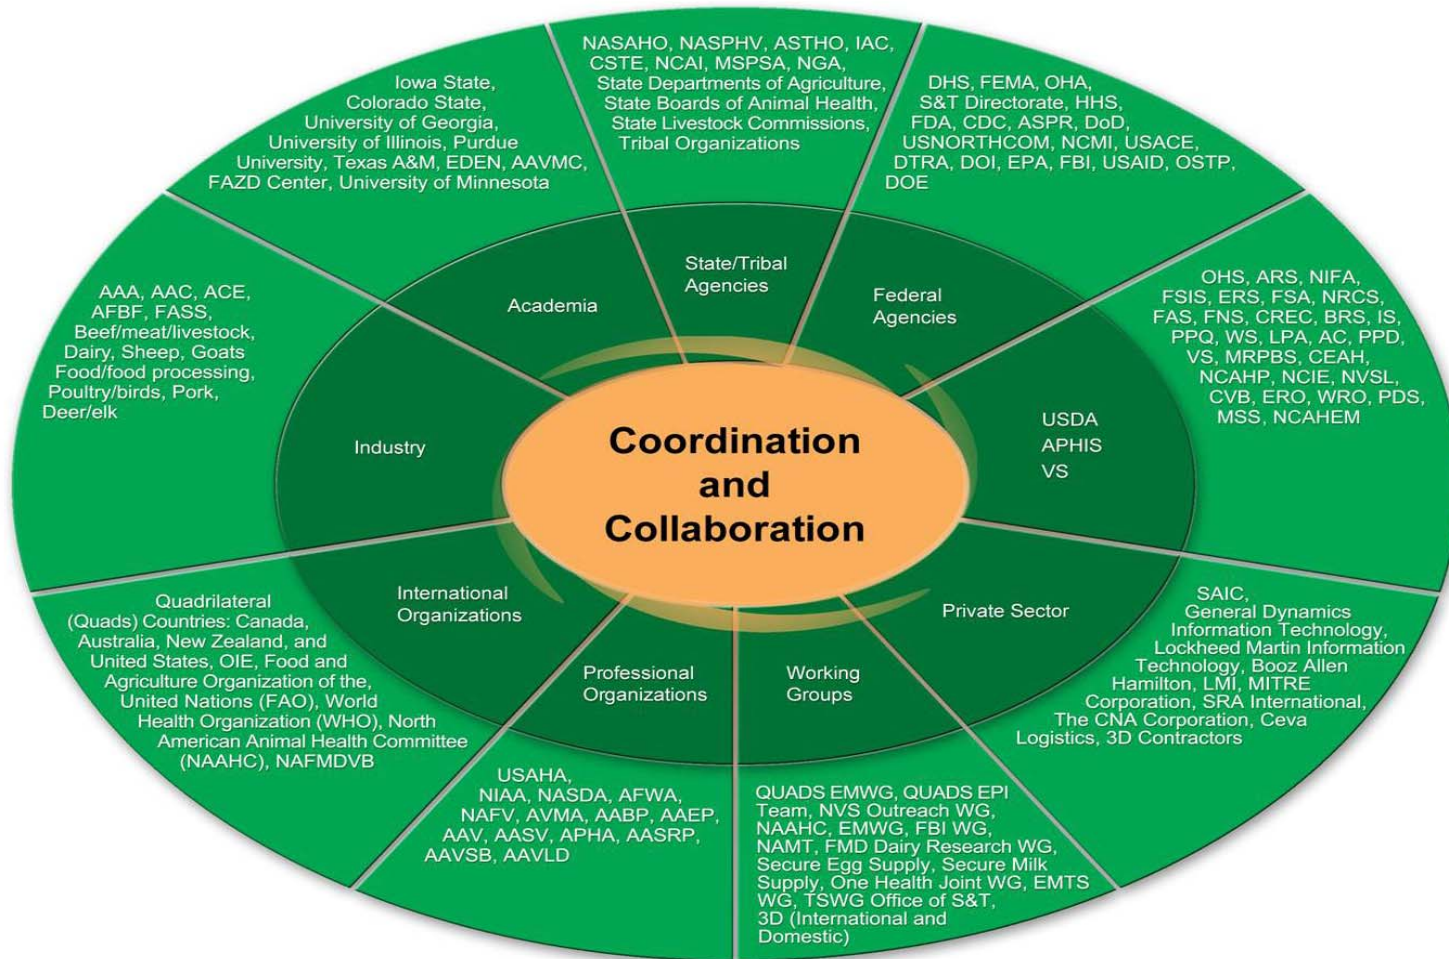 Coordination
and
Collaboration
State/Tribal
Agencies
NASAHO, NASPHV, ASTHO, IAC,
CSTE, NCAI, MSPSA, NGA,
State Departments of Agriculture,
State Boards of Animal Health,
State Livestock Commissions,
Tribal Organizations
Federal
Agencies
DHS, FEMA, OHA,
S&T Directorate, HHS,
FDA, CDC, ASPR, DoD,
USNORTHCOM, NCMI, USACE,
DTRA, DOI, EPA, FBI, USAID, OSTP,
DOE
USDA
APHIS
VS
OHS, ARS, NIFA,
FSIS, ERS, FSA, NRCS,
FAS, FNS, CREC, BRS, IS,
PPQ, WS, LPA, AC, PPD,
VS, MRPBS, CEAH,
NCAHP, NCIE, NVSL,
CVB, ERO, WRO, PDS,
MSS, NCAHEM
Private Sector
SAIC,
General Dynamics
Information Technology,
Lockheed Martin Information
Technology, Booz Allen
Hamilton, LMI, MITRE
Corporation, SRA International,
The CNA Corporation, Ceva
Logistics, 3D Contractors
Working
Groups
QUADS EMWG, QUADS EPI
Team, NVS Outreach WG,
NAAHC, EMWG, FBI WG,
NAMT, FMD Dairy Research WG,
Secure Egg Supply, Secure Milk
Supply, One Health Joint WG, EMTS
WG, TSWG Office of S&T,
3D (International and
Domestic)
Professional
Organizations
USAHA,
NIAA, NASDA, AFWA,
NAFV, AVMA, AABP, AAEP,
AAV, AASV, APHA, AASRP,
AAVSB, AAVLD
International
Organizations
Quadrilateral
(Quads) Countries: Canada,
Australia, New Zealand, and
United States, OIE, Food and
Agriculture Organization of the,
United Nations (FAO), World
Health Organization (WHO), North
American Animal Health Committee
(NAAHC), NAFMDVB
Industry
AAA, AAC, ACE,
AFBF, FASS,
Beef/meat/livestock,
Dairy, Sheep, Goats
Food/food processing,
Poultry/birds, Pork,
Deer/elk
Academia
Iowa State,
Colorado State,
University of Georgia,
University of Illinois, Purdue
University, Texas A&M, EDEN, AAVMC,
FAZD Center, University of Minnesota